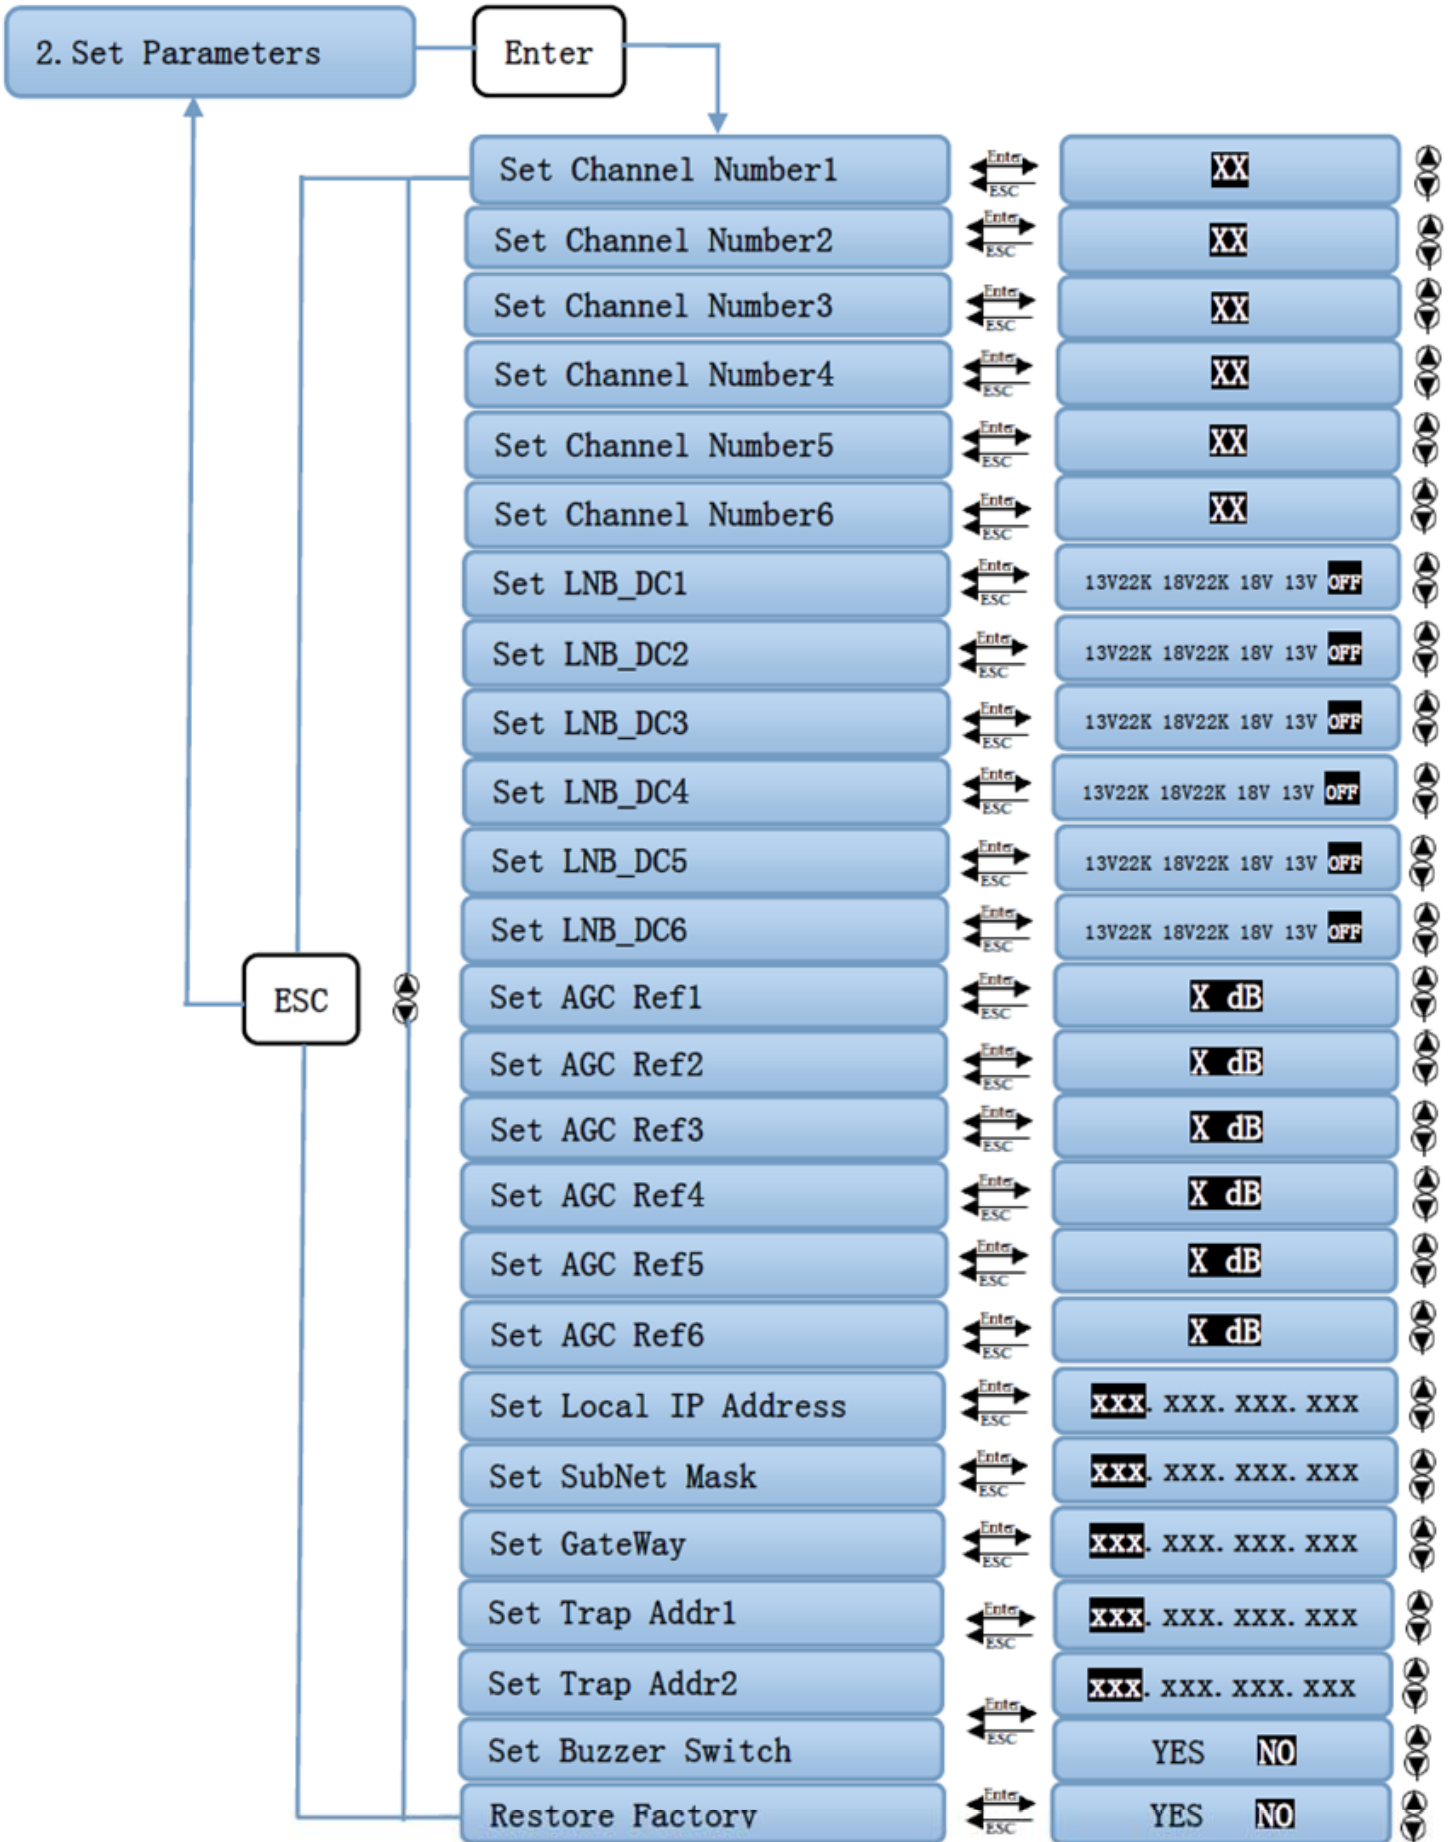 2.Set Parameters
Enter
Set Channel Number1
Enter
ESC
XX
Set Channel Number2
Enter
ESC
XX
Set Channel Number3
Enter
ESC
XX
Set Channel Number4
Enter
ESC
XX
Set Channel Number5
Enter
ESC
XX
Set Channel Number6
Enter
ESC
XX
Set LNB_DC1
Enter
ESC
13V22K 18V22K 18V 13V OFF
Set LNB_DC2
Enter
ESC
13V22K 18V22K 18V 13V OFF
Set LNB_DC3
Enter
ESC
13V22K 18V22K 18V 13V OFF
Set LNB_DC4
Enter
ESC
13V22K 18V22K 18V 13V OFF
Set LNB_DC5
Enter
ESC
13V22K 18V22K 18V 13V OFF
Set LNB_DC6
Enter
ESC
13V22K 18V22K 18V 13V OFF
ESC
Set AGC Ref1
Enter
ESC
X dB
Set AGC Ref2
Enter
ESC
X dB
Set AGC Ref3
Enter
ESC
X dB
Set AGC Ref4
Enter
ESC
X dB
Set AGC Ref5
Enter
ESC
X dB
Set AGC Ref6
Enter
ESC
X dB
Set Local IP Address
Enter
ESC
xxx. xxx. xxx. xxx
Set SubNet Mask
Enter
ESC
xxx. xxx. xxx. xxx
Set GateWay
Enter
ESC
xxx. xxx. xxx. xxx
Set Trap Addr1
Enter
ESC
xxx. xxx. xxx. xxx
Set Trap Addr2
xxx. xxx. xxx. xxx
Enter
ESC
Set Buzzer Switch
YES NO
Restore Factory
Enter
ESC
YES NO